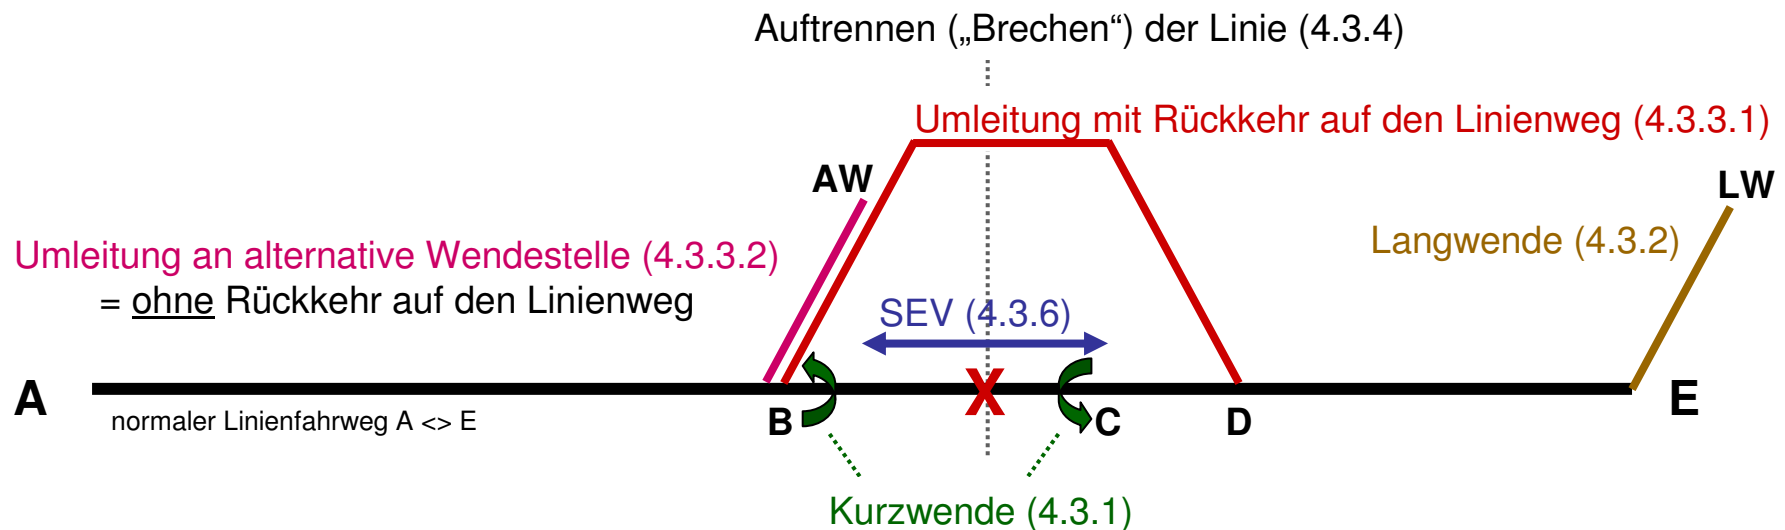 Auftrennen („Brechen“) der Linie (4.3.4)
Umleitung mit Rückkehr auf den Linienweg (4.3.3.1)
AW
LW
Umleitung an alternative Wendestelle (4.3.3.2)
= ohne Rückkehr auf den Linienweg
Langwende (4.3.2)
SEV (4.3.6)
X
A
E
normaler Linienfahrweg A <> E
B
C
D
Kurzwende (4.3.1)